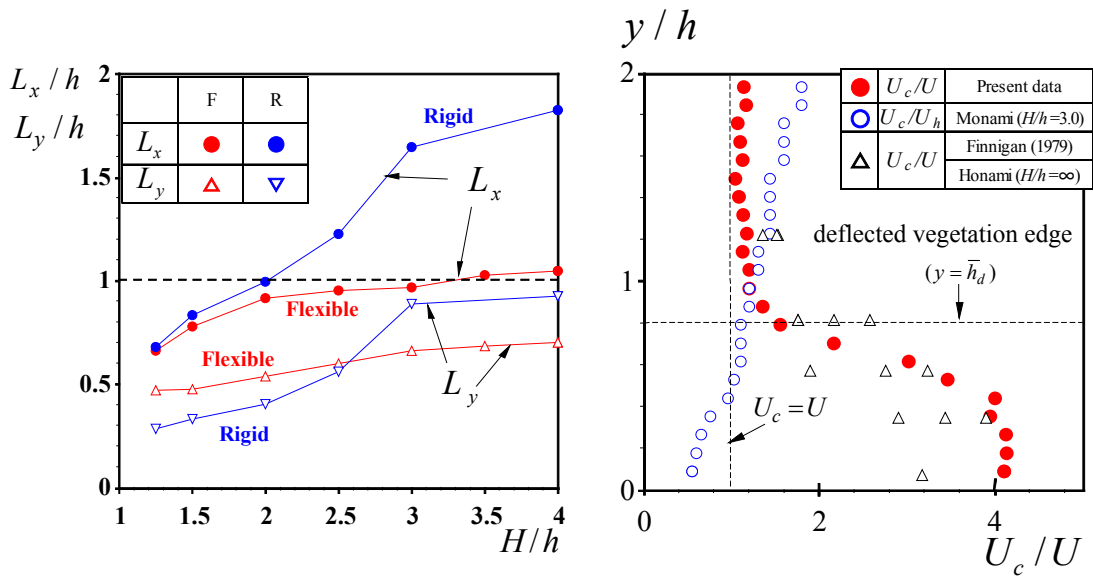 L_x / h
L_y / h
2
1.5
1
0.5
0
1
1.5
2
2.5
3
3.5
4
H/h
F
R
L_x
L_y
Rigid
L_x
Flexible
Flexible
L_y
Rigid
y / h
2
1
0
0
2
4
U_c / U
U_c/U
Present data
U_c/U_h
Monami (H/h=3.0)
U_c/U
Finnigan (1979)
Honami (H/h=∞)
deflected vegetation edge
(y = h̅_d)
U_c = U